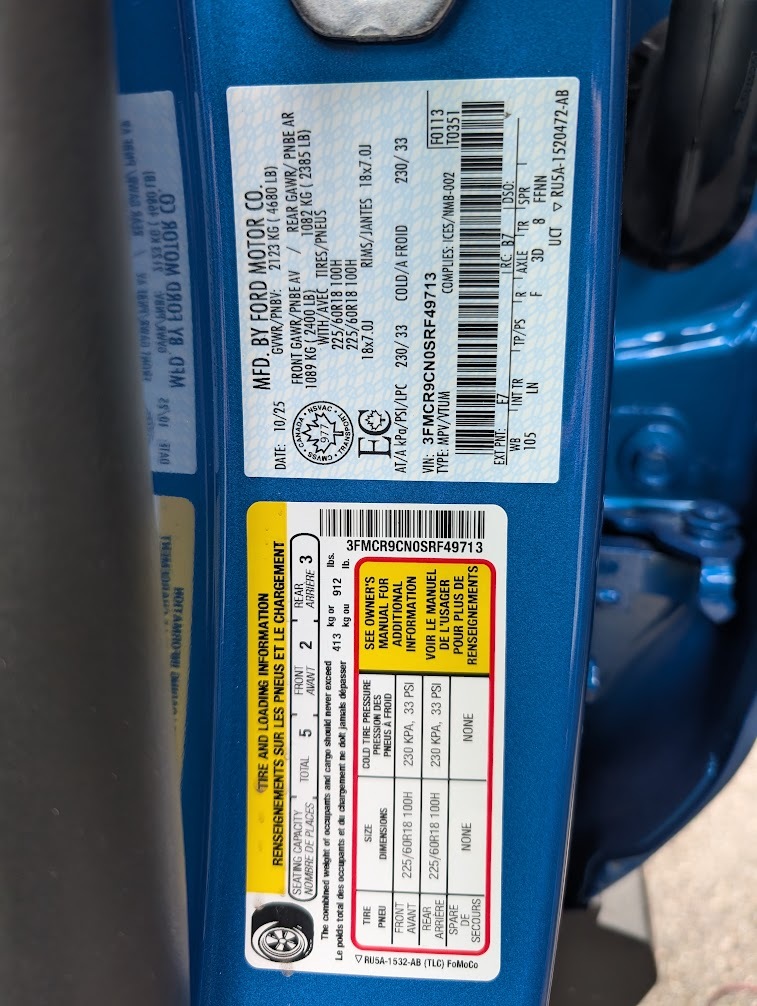 MFD. BY FORD MOTOR CO.
DATE: 10/25 GVWR/PNBV: 2123 KG ( 4680 LB)
FRONT GAWR/PNBE AV / REAR GAWR/ PNBE AR
1089 KG ( 2400 LB) 1082 KG ( 2385 LB)
WITH/AVEC TIRES/PNEUS
225/60R18 100H
225/60R18 100H
18x7.0J RIMS/JANTES 18x7.0J
CANADA • NSVAC • TRANSPORT • CMVSS •
977
EC
AT/A kPa/PSI/LPC 230/ 33 COLD/A FROID 230/ 33
VIN: 3FMCR9CN0SRF49713
TYPE: MPV/VTUM COMPLIES: ICES/NMB-002
F0113
T0351
EXT PNT: E7 RC: B7 DSO:
WB INT TR TP/PS R AXLE TR SPR
105 LN F 3D 8 FFNN
UCT ▽ RU5A-1520472-AB
TIRE AND LOADING INFORMATION
RENSEIGNEMENTS SUR LES PNEUS ET LE CHARGEMENT
SEATING CAPACITY
NOMBRE DE PLACES
TOTAL 5
FRONT
AVANT
2
REAR
ARRIÈRE
3
The combined weight of occupants and cargo should never exceed 413 kg or 912 lbs.
Le poids total des occupants et du chargement ne doit jamais dépasser 413 kg ou 912 lb.
3FMCR9CN0SRF49713
TIRE
PNEU
SIZE
DIMENSIONS
COLD TIRE PRESSURE
PRESSION DES
PNEUS À FROID
FRONT
AVANT
225/60R18 100H
230 KPA, 33 PSI
REAR
ARRIÈRE
225/60R18 100H
230 KPA, 33 PSI
SPARE
DE
SECOURS
NONE
NONE
SEE OWNER'S
MANUAL FOR
ADDITIONAL
INFORMATION
VOIR LE MANUEL
DE L'USAGER
POUR PLUS DE
RENSEIGNEMENTS
▽ RU5A-1532-AB (TLC) FoMoCo